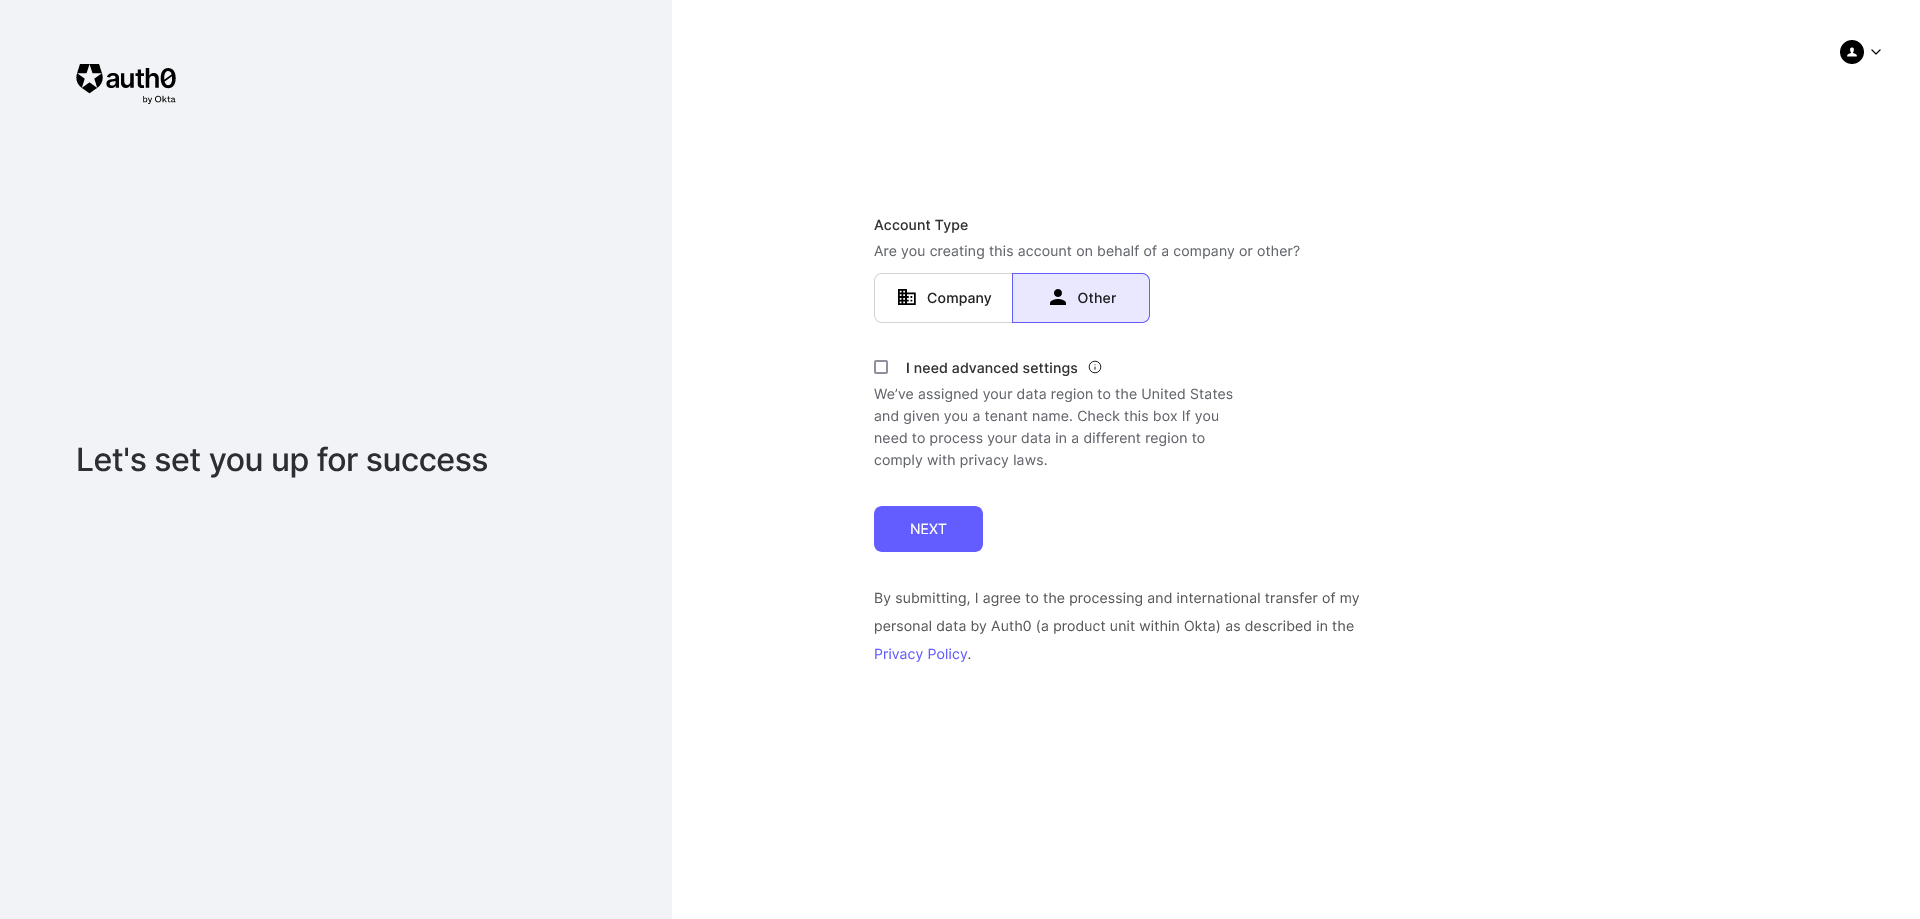 auth0
by Okta
Let's set you up for success
Account Type
Are you creating this account on behalf of a company or other?
Company
Other
I need advanced settings
We’ve assigned your data region to the United States
and given you a tenant name. Check this box If you
need to process your data in a different region to
comply with privacy laws.
NEXT
By submitting, I agree to the processing and international transfer of my
personal data by Auth0 (a product unit within Okta) as described in the
Privacy Policy.